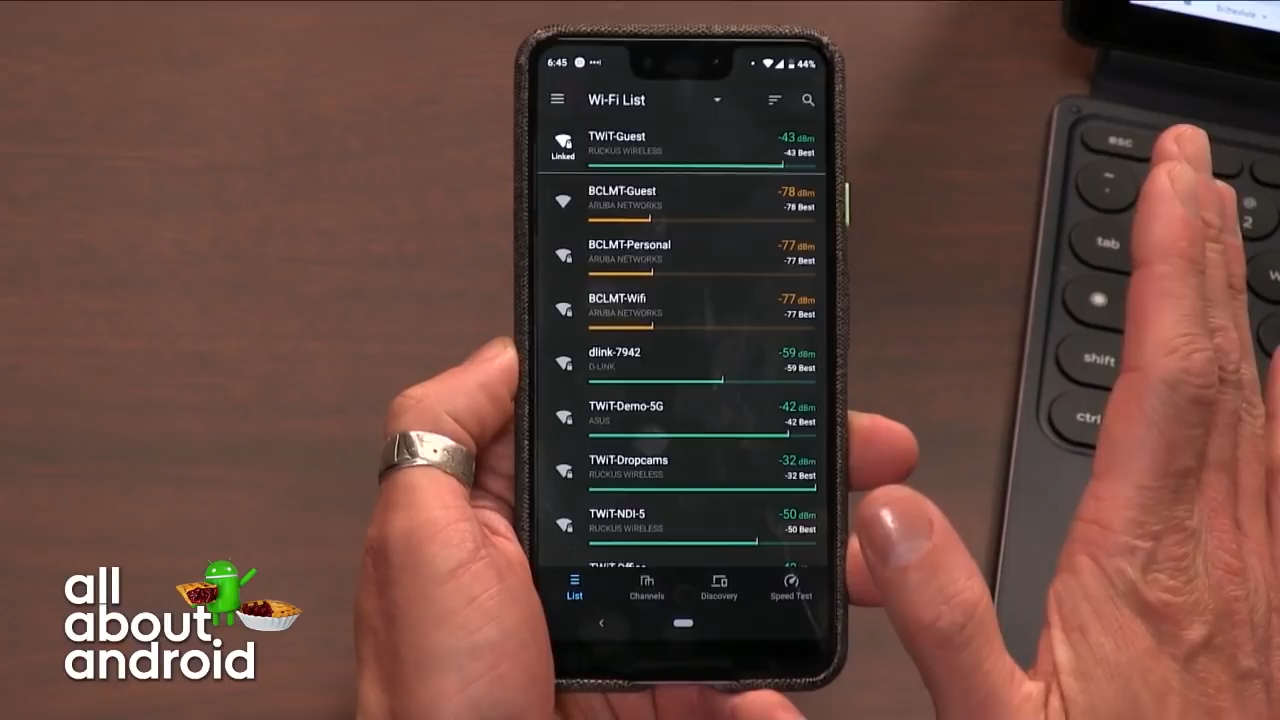 Schedule
6:45
44%
Wi-Fi List
TWiT-Guest
-43 dBm
RUCKUS WIRELESS
-43 Best
Linked
BCLMT-Guest
-78 dBm
ARUBA NETWORKS
-78 Best
BCLMT-Personal
-77 dBm
ARUBA NETWORKS
-77 Best
BCLMT-Wifi
-77 dBm
ARUBA NETWORKS
-77 Best
dlink-7942
-59 dBm
D-LINK
-59 Best
TWiT-Demo-5G
-42 dBm
ASUS
-42 Best
TWiT-Dropcams
-32 dBm
RUCKUS WIRELESS
-32 Best
TWiT-NDI-5
-50 dBm
RUCKUS WIRELESS
-50 Best
List
Channels
Discovery
Speed Test
esc
~
@
2
tab
W
shift
ctrl
all
about
android